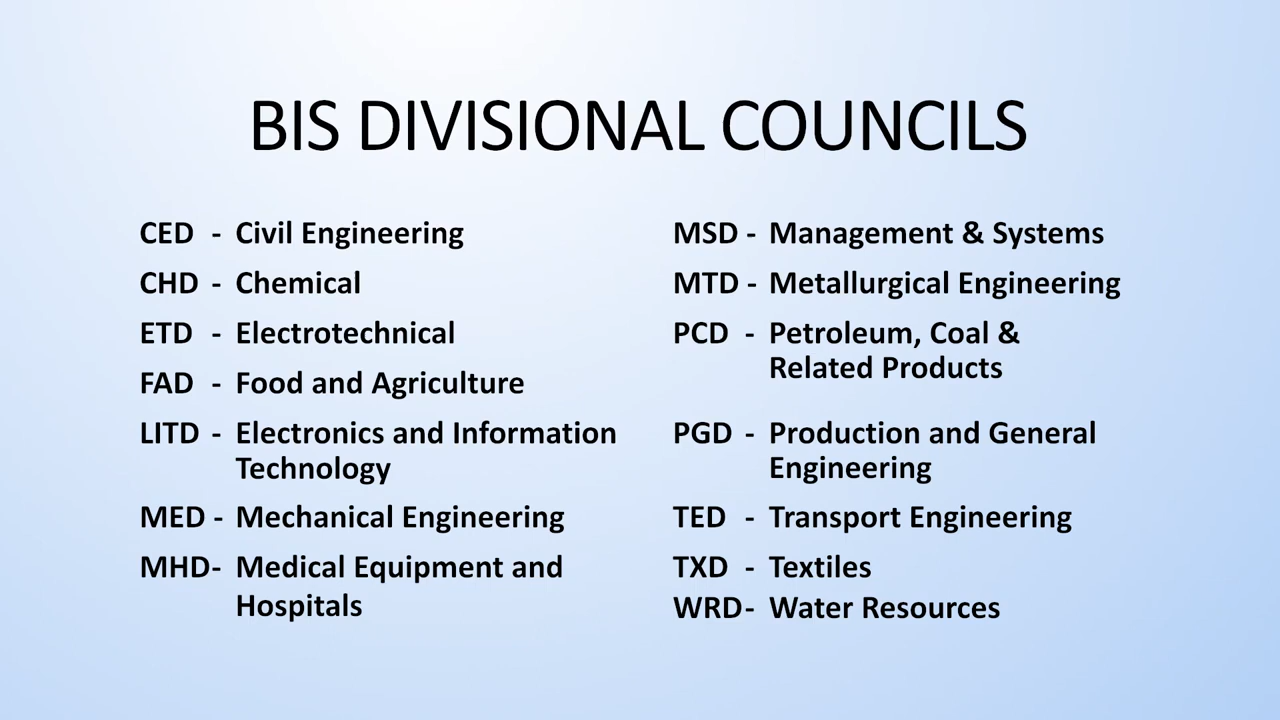 BIS DIVISIONAL COUNCILS
CED - Civil Engineering
CHD - Chemical
ETD - Electrotechnical
FAD - Food and Agriculture
LITD - Electronics and Information
Technology
MED - Mechanical Engineering
MHD- Medical Equipment and
Hospitals
MSD - Management & Systems
MTD - Metallurgical Engineering
PCD - Petroleum, Coal &
Related Products
PGD - Production and General
Engineering
TED - Transport Engineering
TXD - Textiles
WRD- Water Resources